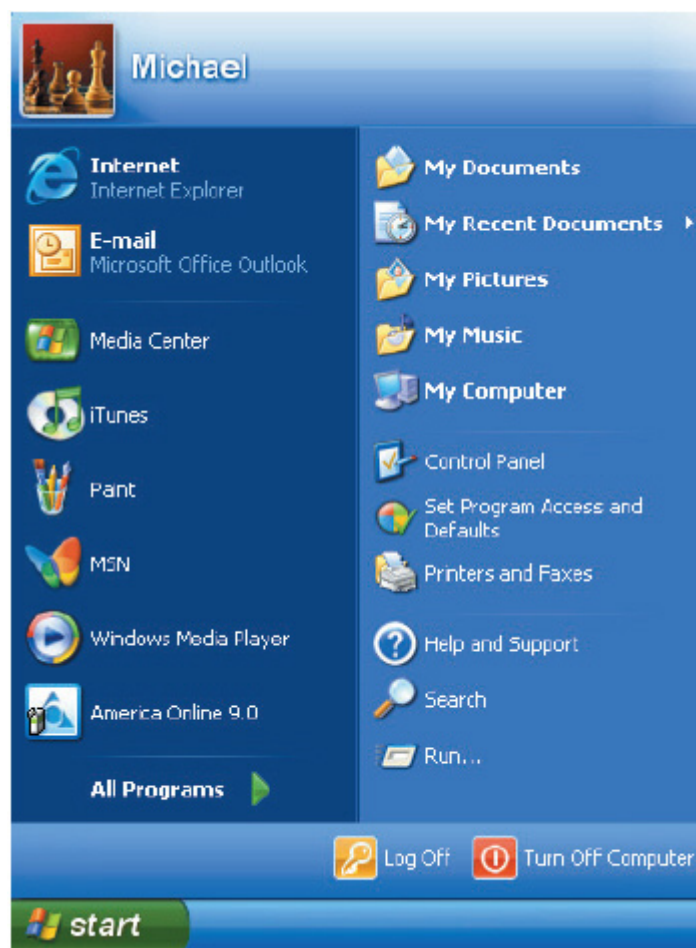 Michael
Internet
Internet Explorer
E-mail
Microsoft Office Outlook
Media Center
iTunes
Paint
MSN
Windows Media Player
America Online 9.0
All Programs
My Documents
My Recent Documents
My Pictures
My Music
My Computer
Control Panel
Set Program Access and
Defaults
Printers and Faxes
Help and Support
Search
Run...
Log Off
Turn Off Computer
start